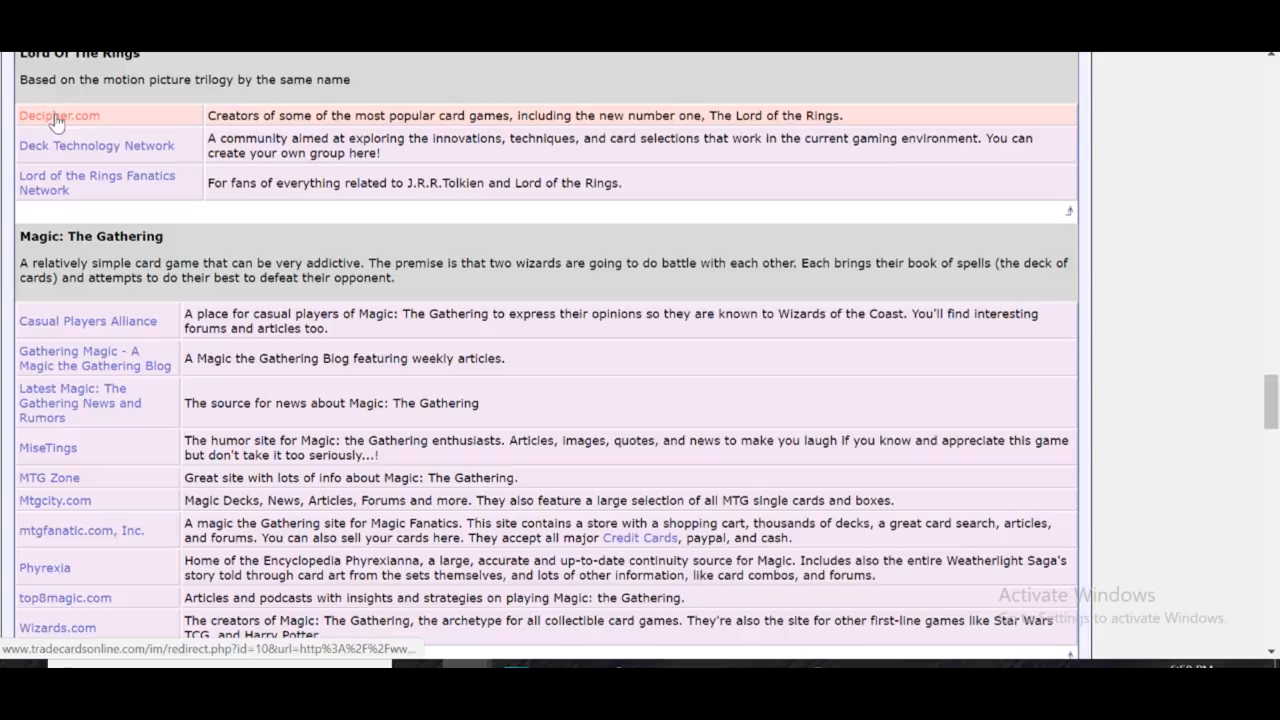 Lord Of The Rings
Based on the motion picture trilogy by the same name
Decipher.com
Creators of some of the most popular card games, including the new number one, The Lord of the Rings.
Deck Technology Network
A community aimed at exploring the innovations, techniques, and card selections that work in the current gaming environment. You can
create your own group here!
Lord of the Rings Fanatics
Network
For fans of everything related to J.R.R.Tolkien and Lord of the Rings.
Magic: The Gathering
A relatively simple card game that can be very addictive. The premise is that two wizards are going to do battle with each other. Each brings their book of spells (the deck of
cards) and attempts to do their best to defeat their opponent.
Casual Players Alliance
A place for casual players of Magic: The Gathering to express their opinions so they are known to Wizards of the Coast. You'll find interesting
forums and articles too.
Gathering Magic - A
Magic the Gathering Blog
A Magic the Gathering Blog featuring weekly articles.
Latest Magic: The
Gathering News and
Rumors
The source for news about Magic: The Gathering
MiseTings
The humor site for Magic: the Gathering enthusiasts. Articles, images, quotes, and news to make you laugh if you know and appreciate this game
but don't take it too seriously...!
MTG Zone
Great site with lots of info about Magic: The Gathering.
Mtgcity.com
Magic Decks, News, Articles, Forums and more. They also feature a large selection of all MTG single cards and boxes.
mtgfanatic.com, Inc.
A magic the Gathering site for Magic Fanatics. This site contains a store with a shopping cart, thousands of decks, a great card search, articles,
and forums. You can also sell your cards here. They accept all major Credit Cards, paypal, and cash.
Phyrexia
Home of the Encyclopedia Phyrexianna, a large, accurate and up-to-date continuity source for Magic. Includes also the entire Weatherlight Saga's
story told through card art from the sets themselves, and lots of other information, like card combos, and forums.
top8magic.com
Articles and podcasts with insights and strategies on playing Magic: the Gathering.
Wizards.com
The creators of Magic: The Gathering, the archetype for all collectible card games. They're also the site for other first-line games like Star Wars
TCG, and Harry Potter
Activate Windows
Go to Settings to activate Windows.
www.tradecardsonline.com/im/redirect.php?id=10&url=http%3A%2F%2Fww...